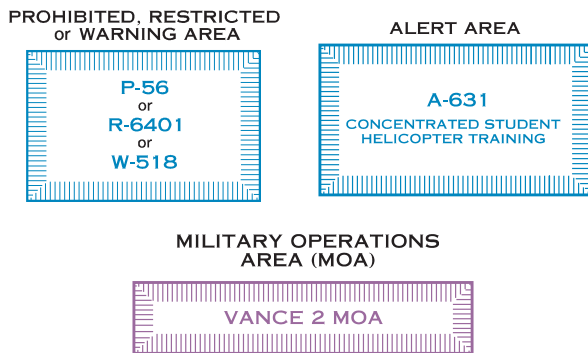 PROHIBITED, RESTRICTED
or WARNING AREA
P-56
or
R-6401
or
W-518
ALERT AREA
A-631
CONCENTRATED STUDENT
HELICOPTER TRAINING
MILITARY OPERATIONS
AREA (MOA)
VANCE 2 MOA